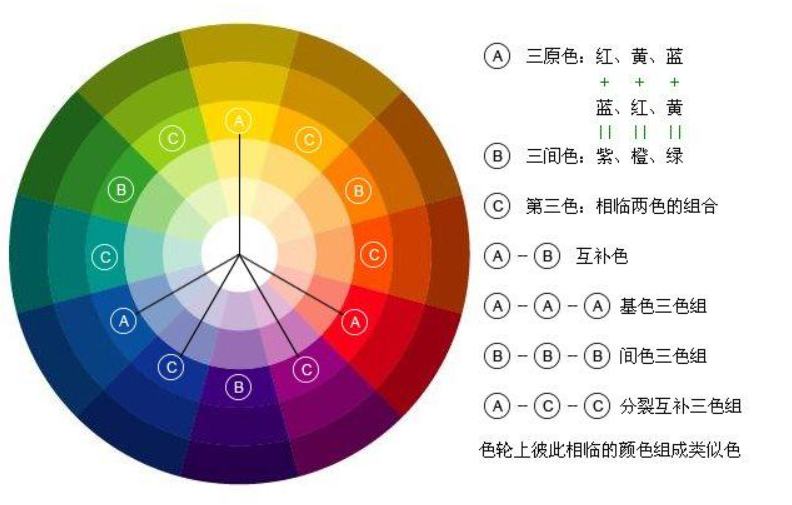 A
C
C
B
B
C
C
A
A
C
C
B
A 三原色：红、黄、蓝
+ + +
蓝、红、黄
|| || ||
B 三间色：紫、橙、绿
C 第三色：相临两色的组合
A - B 互补色
A - A - A 基色三色组
B - B - B 间色三色组
A - C - C 分裂互补三色组
色轮上彼此相临的颜色组成类似色